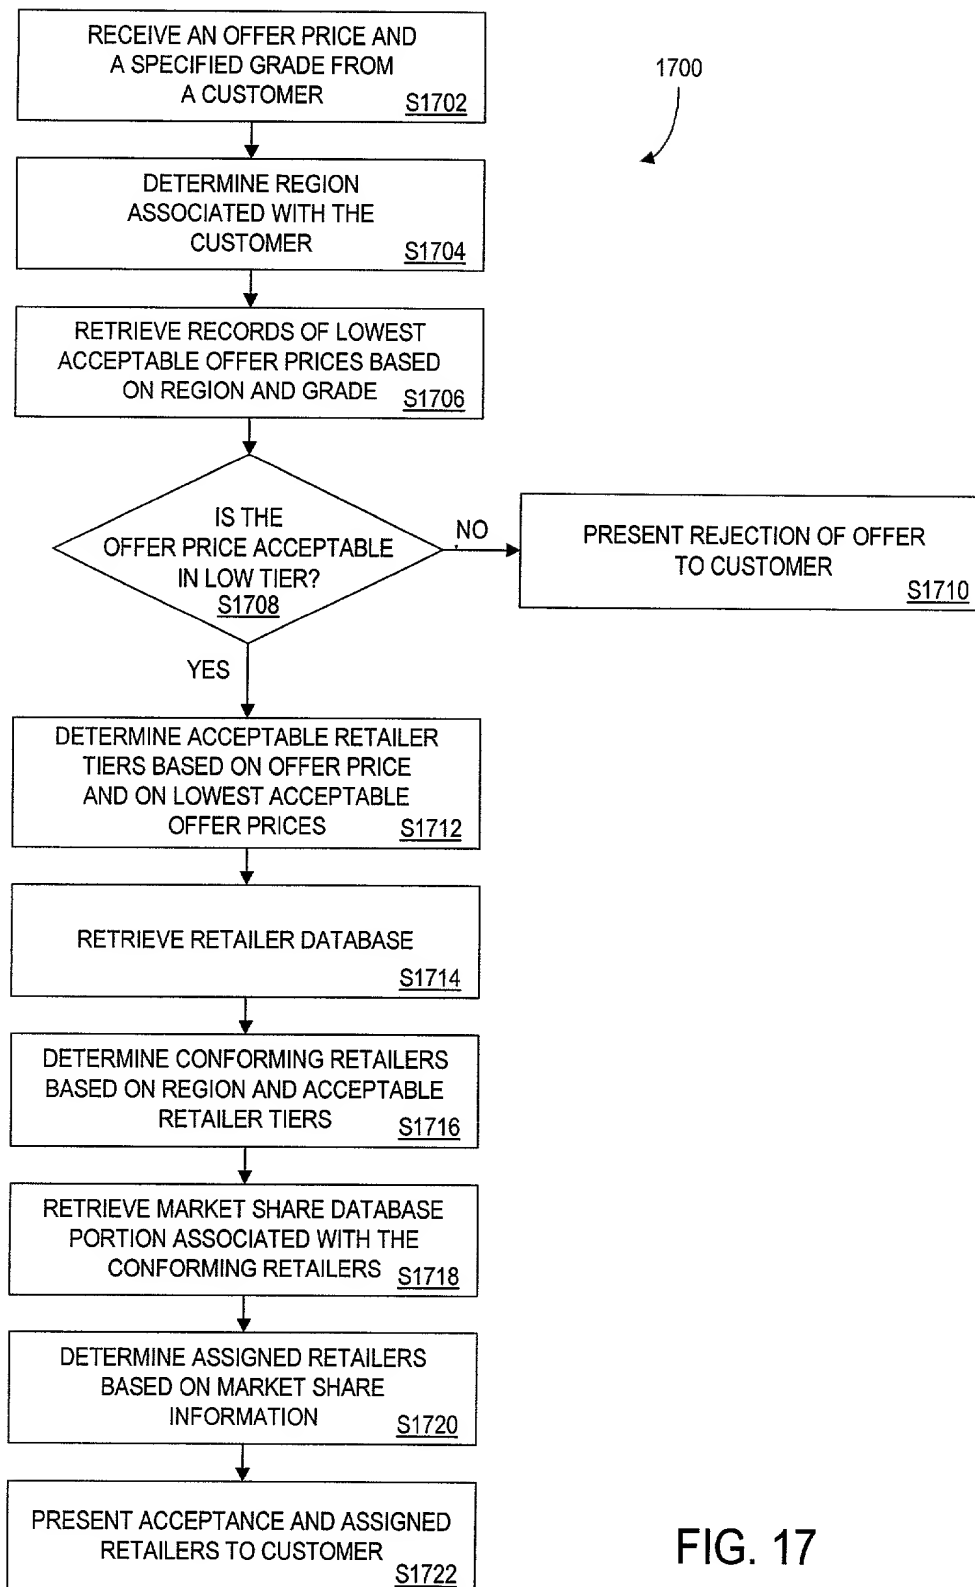 RECEIVE AN OFFER PRICE AND
A SPECIFIED GRADE FROM
A CUSTOMER
S1702
1700
DETERMINE REGION
ASSOCIATED WITH THE
CUSTOMER
S1704
RETRIEVE RECORDS OF LOWEST
ACCEPTABLE OFFER PRICES BASED
ON REGION AND GRADE
S1706
IS THE
OFFER PRICE ACCEPTABLE
IN LOW TIER?
S1708
NO
PRESENT REJECTION OF OFFER
TO CUSTOMER
S1710
YES
DETERMINE ACCEPTABLE RETAILER
TIERS BASED ON OFFER PRICE
AND ON LOWEST ACCEPTABLE
OFFER PRICES
S1712
RETRIEVE RETAILER DATABASE
S1714
DETERMINE CONFORMING RETAILERS
BASED ON REGION AND ACCEPTABLE
RETAILER TIERS
S1716
RETRIEVE MARKET SHARE DATABASE
PORTION ASSOCIATED WITH THE
CONFORMING RETAILERS
S1718
DETERMINE ASSIGNED RETAILERS
BASED ON MARKET SHARE
INFORMATION
S1720
PRESENT ACCEPTANCE AND ASSIGNED
RETAILERS TO CUSTOMER
S1722
FIG. 17